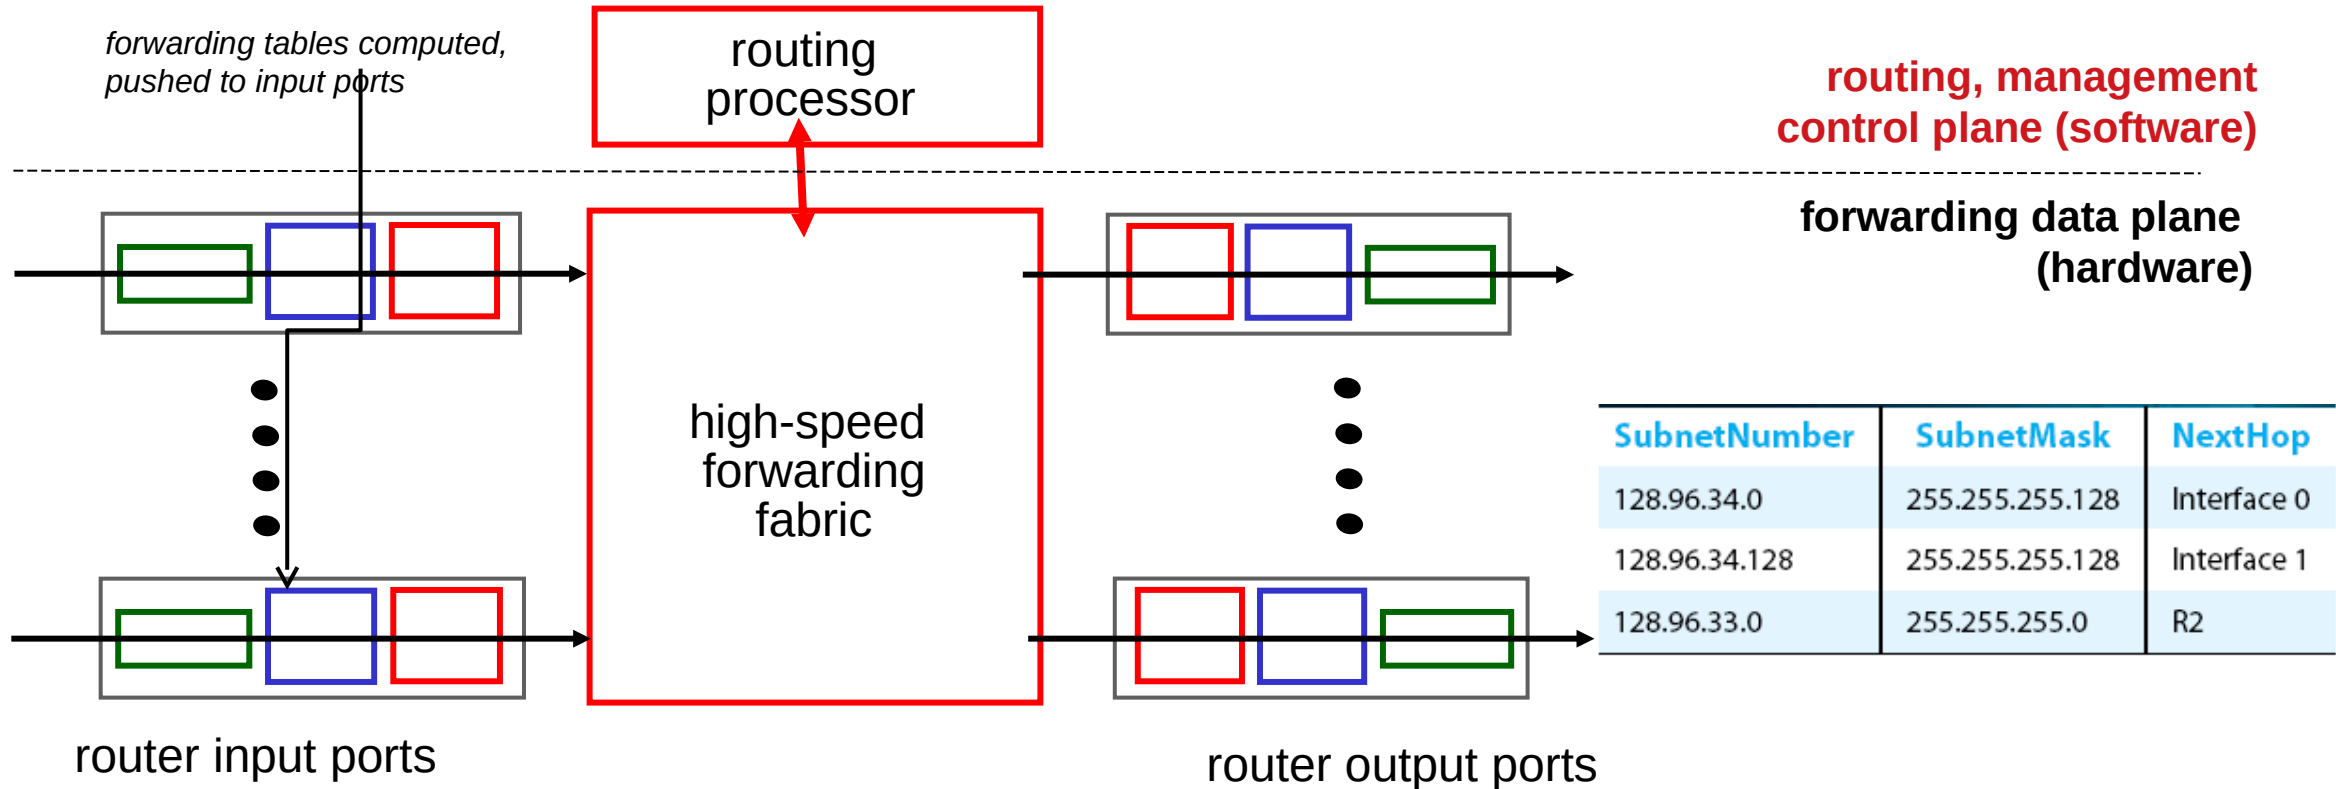 forwarding tables computed,
pushed to input ports
routing
processor
routing, management
control plane (software)
forwarding data plane
(hardware)
high-speed
forwarding
fabric
SubnetNumber SubnetMask NextHop
128.96.34.0 255.255.255.128 Interface 0
128.96.34.128 255.255.255.128 Interface 1
128.96.33.0 255.255.255.0 R2
router input ports
router output ports